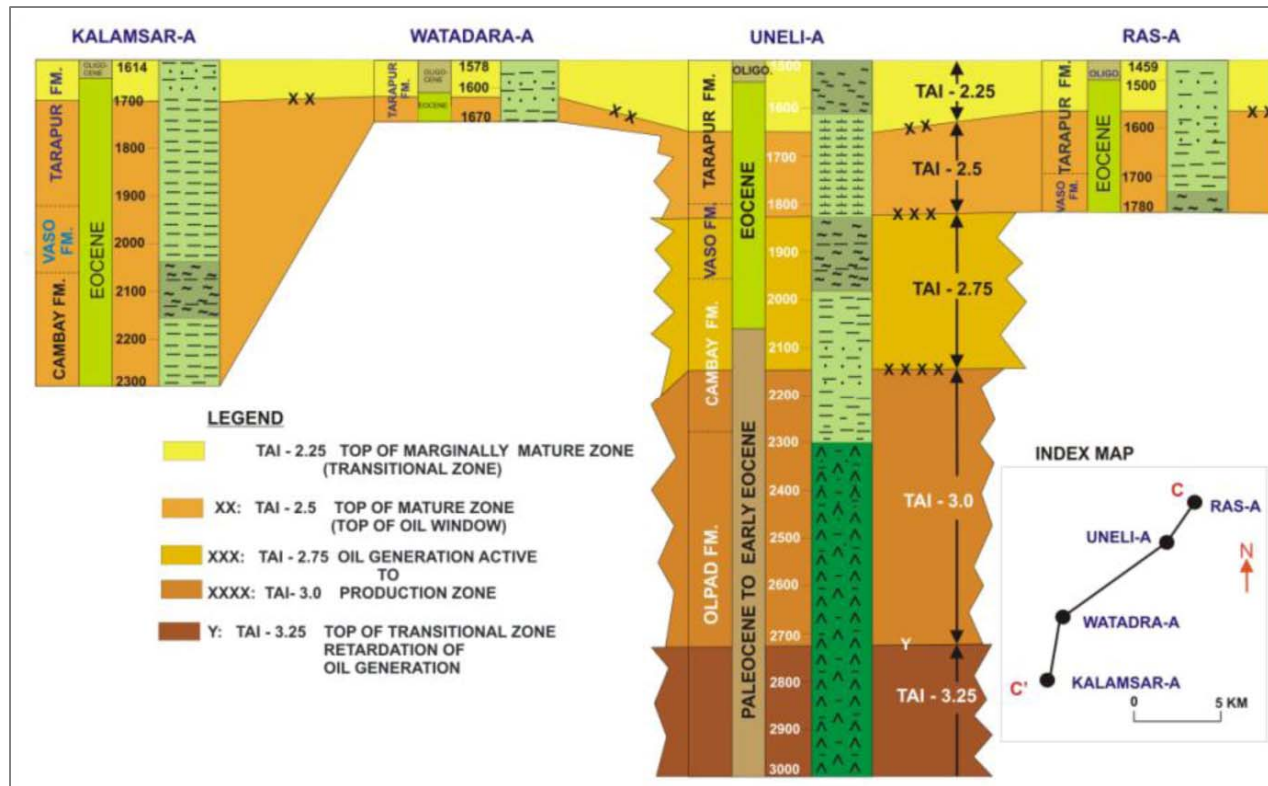 KALAMSAR-A
WATADARA-A
UNELI-A
RAS-A
TARAPUR FM.
VASO FM.
CAMBAY FM.
OLIGO-
CENE
EOCENE
1614
1700
1800
1900
2000
2100
2200
2300
XX
TARAPUR FM.
OLIGO-
CENE
EOCENE
1578
1600
1670
XX
TARAPUR FM.
VASO FM.
CAMBAY FM.
OLPAD FM.
OLIGO.
EOCENE
PALEOCENE TO EARLY EOCENE
1500
1600
1700
1800
1900
2000
2100
2200
2300
2400
2500
2600
2700
2800
2900
3000
TAI - 2.25
XX
TAI - 2.5
XXX
TAI - 2.75
XXXX
TAI - 3.0
Y
TAI - 3.25
TARAPUR FM.
VASO FM.
OLIGO
EOCENE
1459
1500
1600
1700
1780
XX
LEGEND
TAI - 2.25 TOP OF MARGINALLY MATURE ZONE
(TRANSITIONAL ZONE)
XX: TAI - 2.5 TOP OF MATURE ZONE
(TOP OF OIL WINDOW)
XXX: TAI - 2.75 OIL GENERATION ACTIVE
TO
XXXX: TAI- 3.0 PRODUCTION ZONE
Y: TAI - 3.25 TOP OF TRANSITIONAL ZONE
RETARDATION OF
OIL GENERATION
INDEX MAP
C
RAS-A
UNELI-A
N
WATADRA-A
C'
KALAMSAR-A
0 5 KM